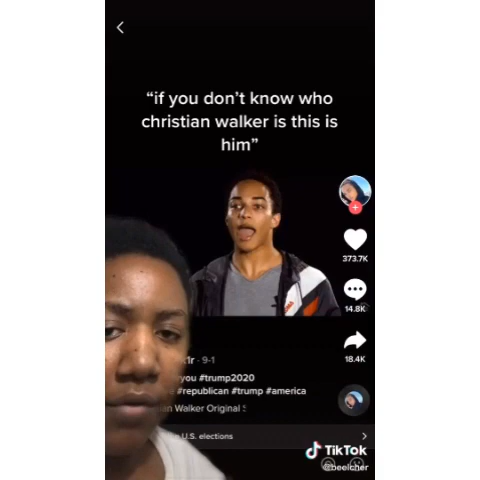 “if you don’t know who
christian walker is this is
him”
373.7K
14.8K
18.4K
1r · 9-1
you #trump2020
#republican #trump #america
Walker Original
U.S. elections
TikTok
@beelcher